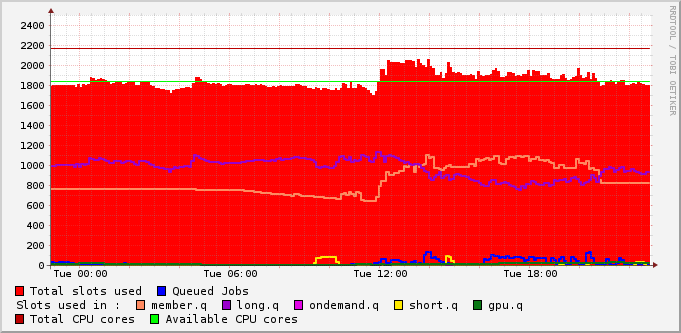 RRDTOOL / TOBI OETIKER
2400
2200
2000
1800
1600
1400
1200
1000
800
600
400
200
0
Tue 00:00 Tue 06:00 Tue 12:00 Tue 18:00
Total slots used Queued Jobs
Slots used in : member.q long.q ondemand.q short.q gpu.q
Total CPU cores Available CPU cores